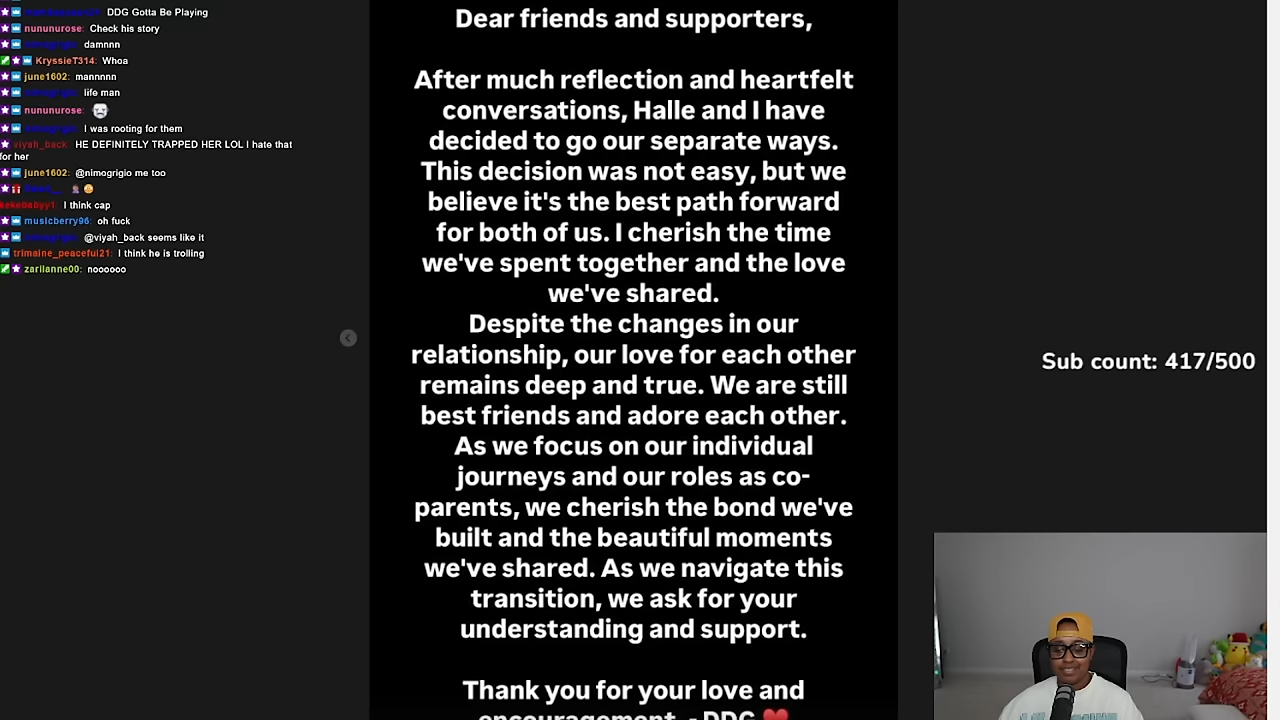 DDG Gotta Be Playing
nununurose: Check his story
damnnn
KryssieT314: Whoa
june1602: mannnnn
life man
nununurose:
I was rooting for them
viyah_back HE DEFINITELY TRAPPED HER LOL I hate that
for her
june1602: @nimogrigio me too
kekebabyy1: I think cap
musicberry96: oh fuck
@viyah_back seems like it
trimaine_peaceful21: I think he is trolling
zarilanne00: noooooo
Dear friends and supporters,
After much reflection and heartfelt
conversations, Halle and I have
decided to go our separate ways.
This decision was not easy, but we
believe it's the best path forward
for both of us. I cherish the time
we've spent together and the love
we've shared.
Despite the changes in our
relationship, our love for each other
remains deep and true. We are still
best friends and adore each other.
As we focus on our individual
journeys and our roles as co-
parents, we cherish the bond we've
built and the beautiful moments
we've shared. As we navigate this
transition, we ask for your
understanding and support.
Thank you for your love and
encouragement. - DDG ❤️
Sub count: 417/500